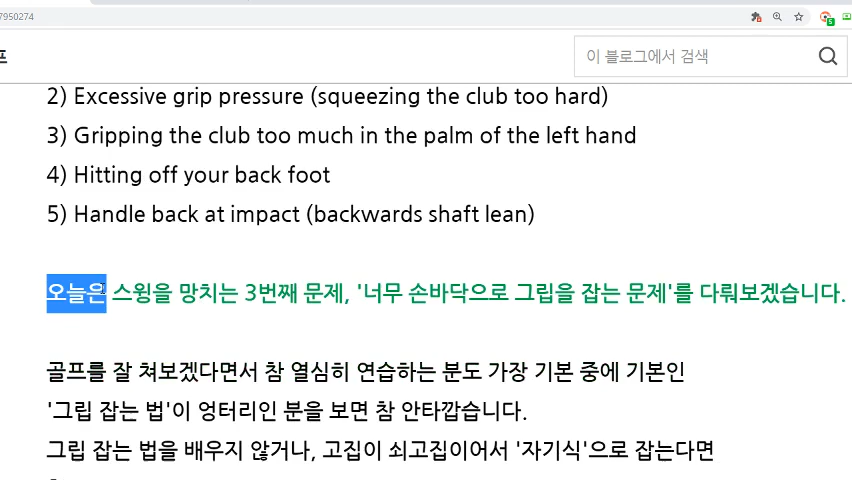 7950274
프
이 블로그에서 검색
2) Excessive grip pressure (squeezing the club too hard)
3) Gripping the club too much in the palm of the left hand
4) Hitting off your back foot
5) Handle back at impact (backwards shaft lean)
오늘은 스윙을 망치는 3번째 문제, '너무 손바닥으로 그립을 잡는 문제'를 다뤄보겠습니다.
골프를 잘 쳐보겠다면서 참 열심히 연습하는 분도 가장 기본 중에 기본인
'그립 잡는 법'이 엉터리인 분을 보면 참 안타깝습니다.
그립 잡는 법을 배우지 않거나, 고집이 쇠고집이어서 '자기식'으로 잡는다면